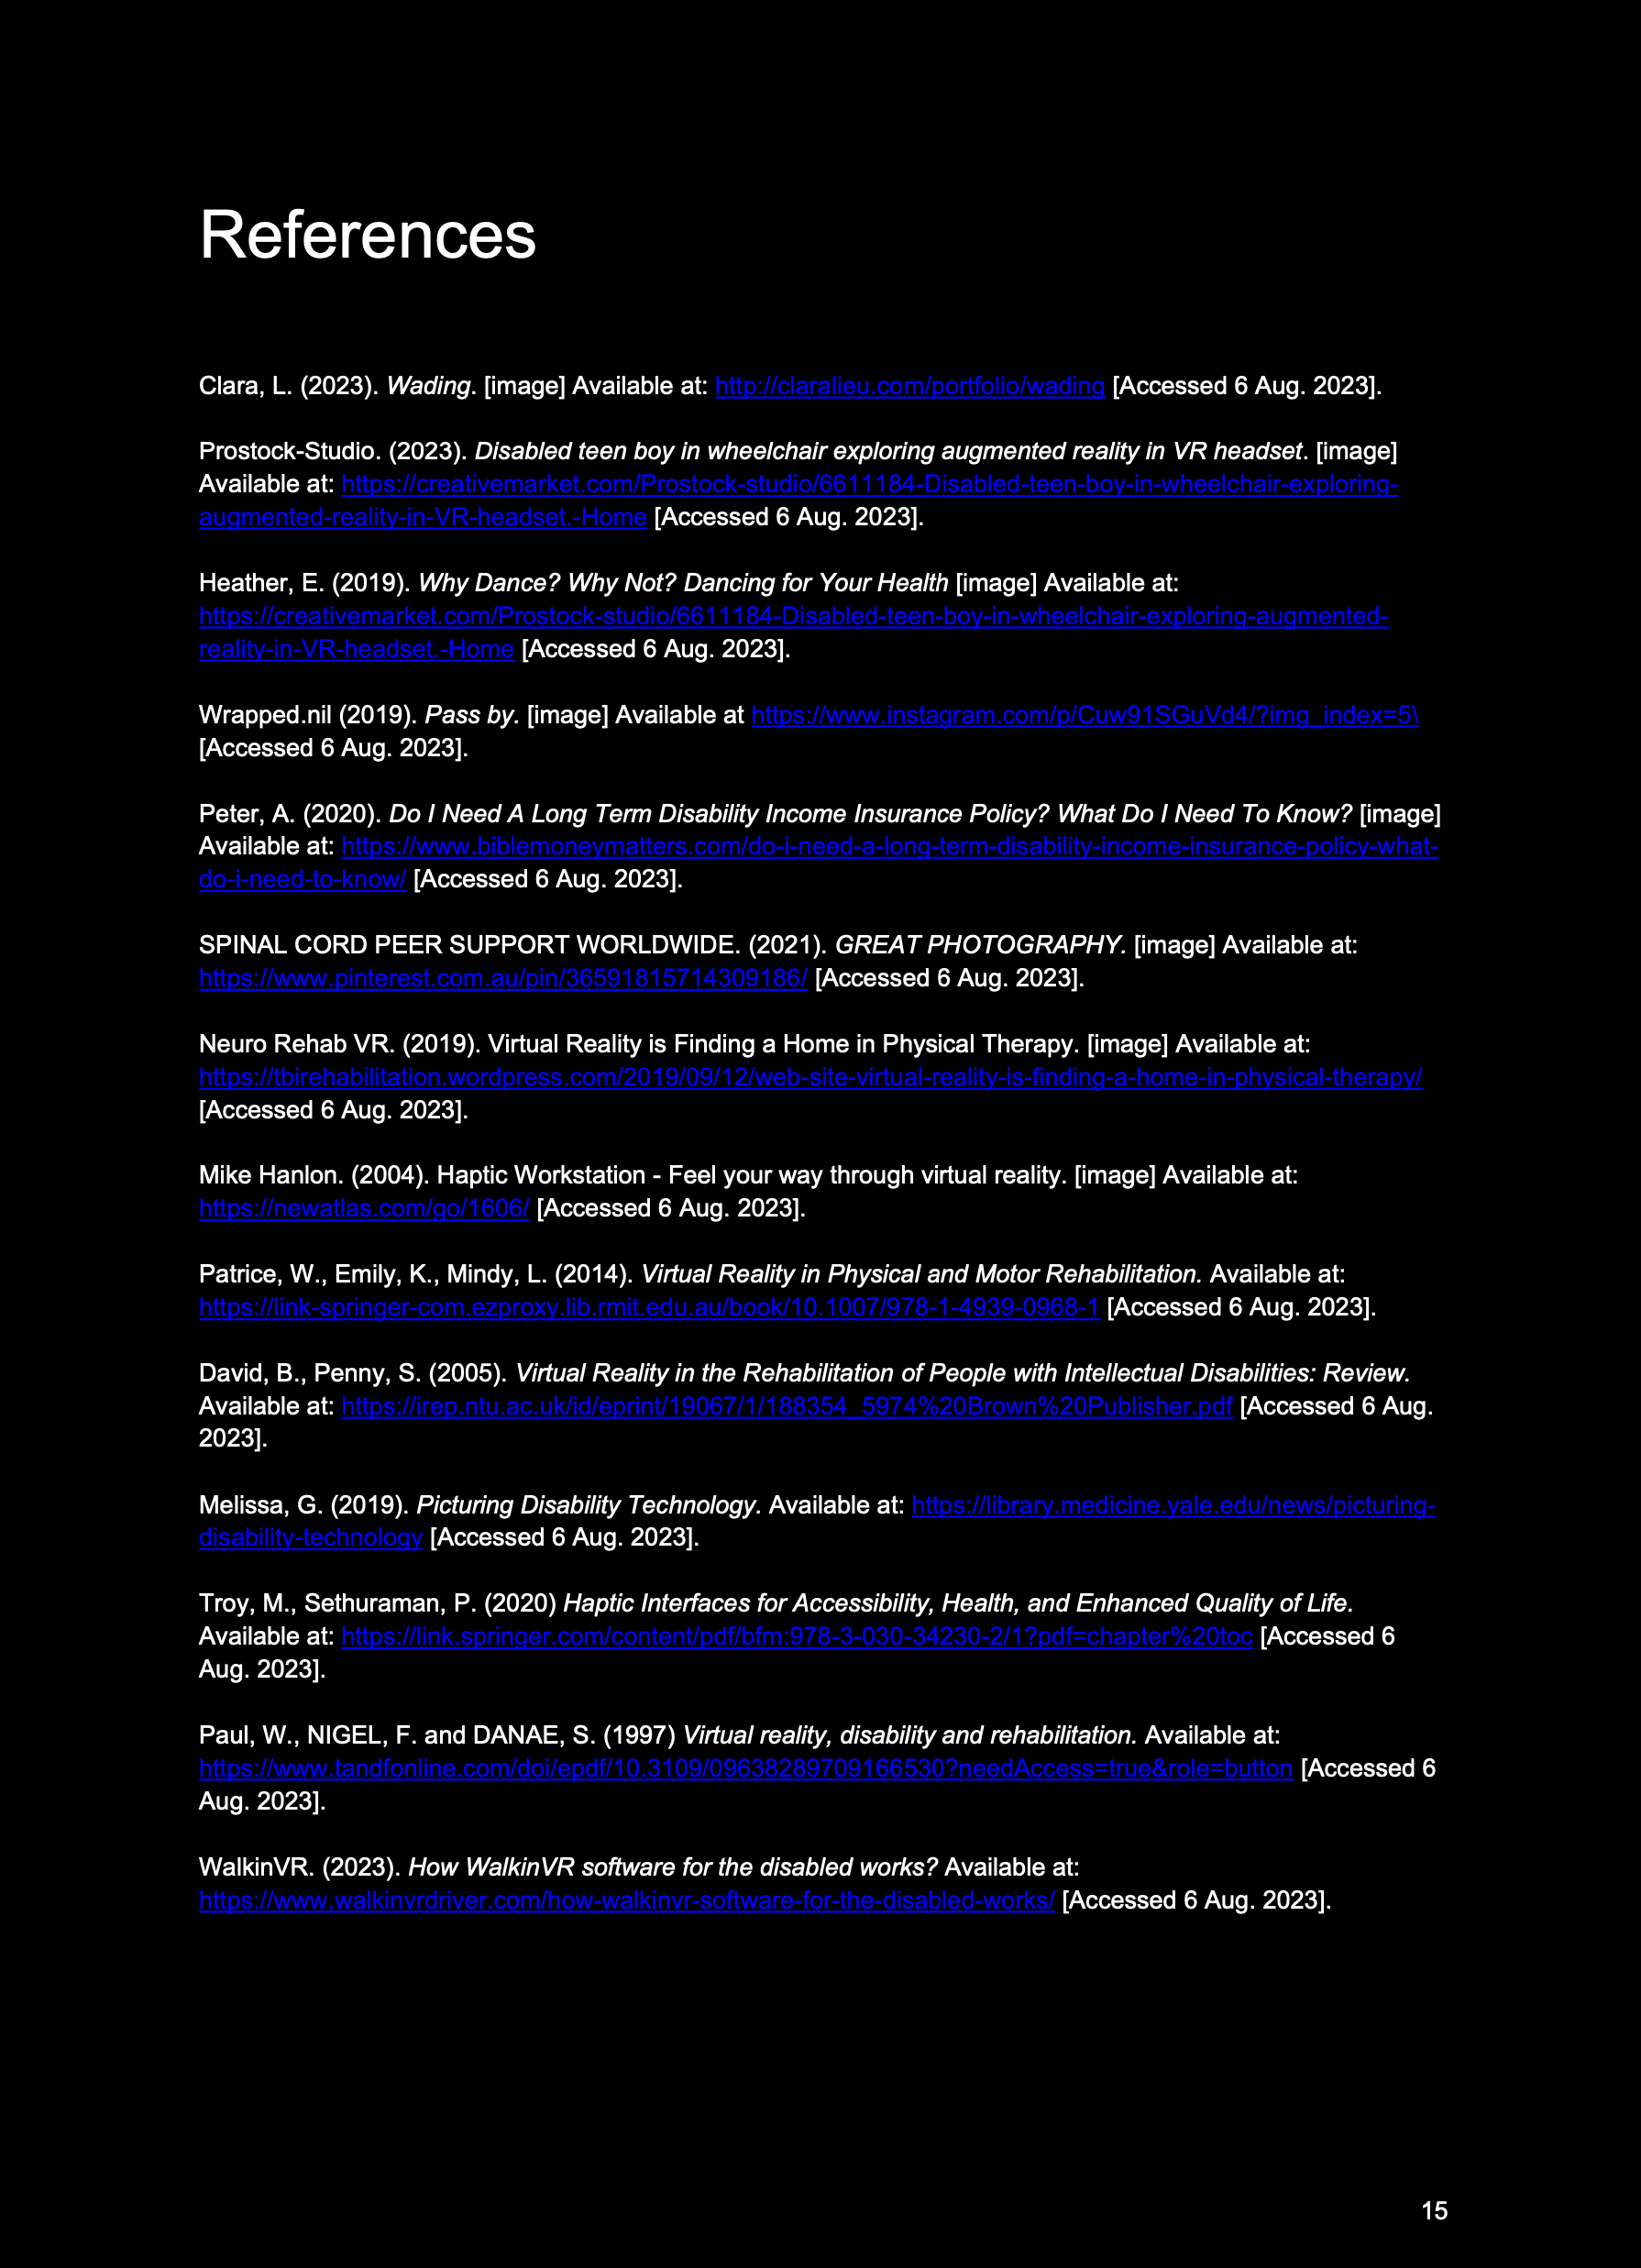 References
Clara, L. (2023). Wading. [image] Available at: http://claralieu.com/portfolio/wading [Accessed 6 Aug. 2023].
Prostock-Studio. (2023). Disabled teen boy in wheelchair exploring augmented reality in VR headset. [image]
Available at: https://creativemarket.com/Prostock-studio/6611184-Disabled-teen-boy-in-wheelchair-exploring-
augmented-reality-in-VR-headset.-Home [Accessed 6 Aug. 2023].
Heather, E. (2019). Why Dance? Why Not? Dancing for Your Health [image] Available at:
https://creativemarket.com/Prostock-studio/6611184-Disabled-teen-boy-in-wheelchair-exploring-augmented-
reality-in-VR-headset.-Home [Accessed 6 Aug. 2023].
Wrapped.nil (2019). Pass by. [image] Available at https://www.instagram.com/p/Cuw91SGuVd4/?img_index=5\
[Accessed 6 Aug. 2023].
Peter, A. (2020). Do I Need A Long Term Disability Income Insurance Policy? What Do I Need To Know? [image]
Available at: https://www.biblemoneymatters.com/do-i-need-a-long-term-disability-income-insurance-policy-what-
do-i-need-to-know/ [Accessed 6 Aug. 2023].
SPINAL CORD PEER SUPPORT WORLDWIDE. (2021). GREAT PHOTOGRAPHY. [image] Available at:
https://www.pinterest.com.au/pin/36591815714309186/ [Accessed 6 Aug. 2023].
Neuro Rehab VR. (2019). Virtual Reality is Finding a Home in Physical Therapy. [image] Available at:
https://tbirehabilitation.wordpress.com/2019/09/12/web-site-virtual-reality-is-finding-a-home-in-physical-therapy/
[Accessed 6 Aug. 2023].
Mike Hanlon. (2004). Haptic Workstation - Feel your way through virtual reality. [image] Available at:
https://newatlas.com/go/1606/ [Accessed 6 Aug. 2023].
Patrice, W., Emily, K., Mindy, L. (2014). Virtual Reality in Physical and Motor Rehabilitation. Available at:
https://link-springer-com.ezproxy.lib.rmit.edu.au/book/10.1007/978-1-4939-0968-1 [Accessed 6 Aug. 2023].
David, B., Penny, S. (2005). Virtual Reality in the Rehabilitation of People with Intellectual Disabilities: Review.
Available at: https://irep.ntu.ac.uk/id/eprint/19067/1/188354_5974%20Brown%20Publisher.pdf [Accessed 6 Aug.
2023].
Melissa, G. (2019). Picturing Disability Technology. Available at: https://library.medicine.yale.edu/news/picturing-
disability-technology [Accessed 6 Aug. 2023].
Troy, M., Sethuraman, P. (2020) Haptic Interfaces for Accessibility, Health, and Enhanced Quality of Life.
Available at: https://link.springer.com/content/pdf/bfm:978-3-030-34230-2/1?pdf=chapter%20toc [Accessed 6
Aug. 2023].
Paul, W., NIGEL, F. and DANAE, S. (1997) Virtual reality, disability and rehabilitation. Available at:
https://www.tandfonline.com/doi/epdf/10.3109/09638289709166530?needAccess=true&role=button [Accessed 6
Aug. 2023].
WalkinVR. (2023). How WalkinVR software for the disabled works? Available at:
https://www.walkinvrdriver.com/how-walkinvr-software-for-the-disabled-works/ [Accessed 6 Aug. 2023].
15